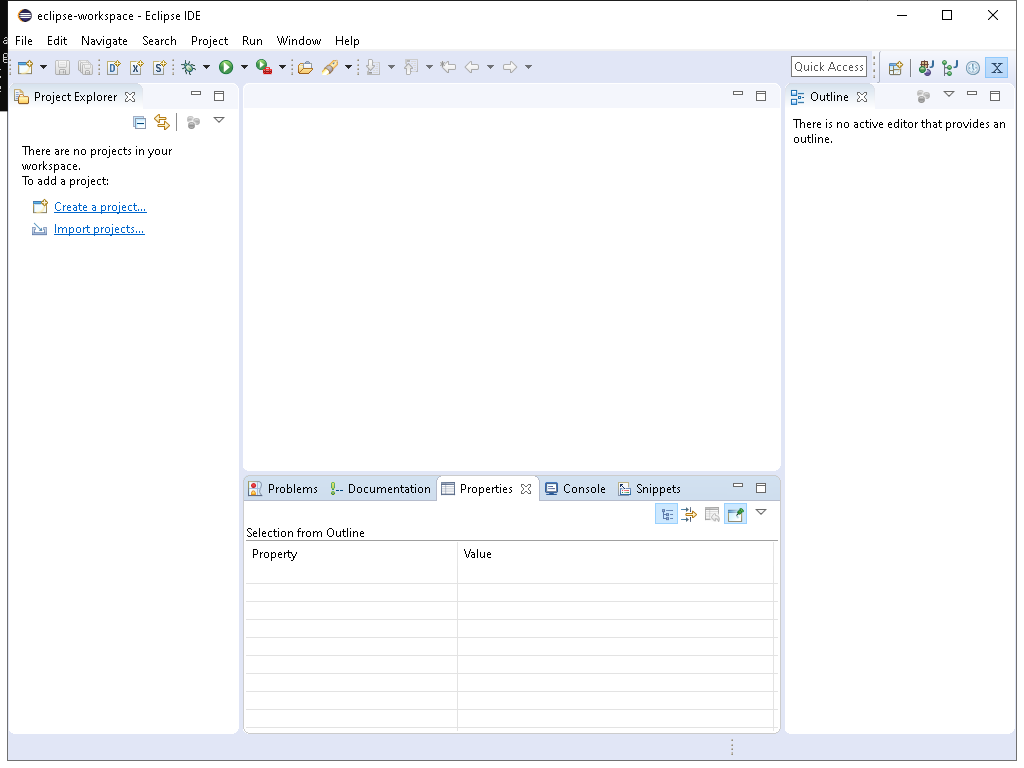 eclipse-workspace - Eclipse IDE
File Edit Navigate Search Project Run Window Help
Quick Access
Project Explorer
There are no projects in your
workspace.
To add a project:
Create a project...
Import projects...
Outline
There is no active editor that provides an
outline.
Problems Documentation Properties Console Snippets
Selection from Outline
Property Value